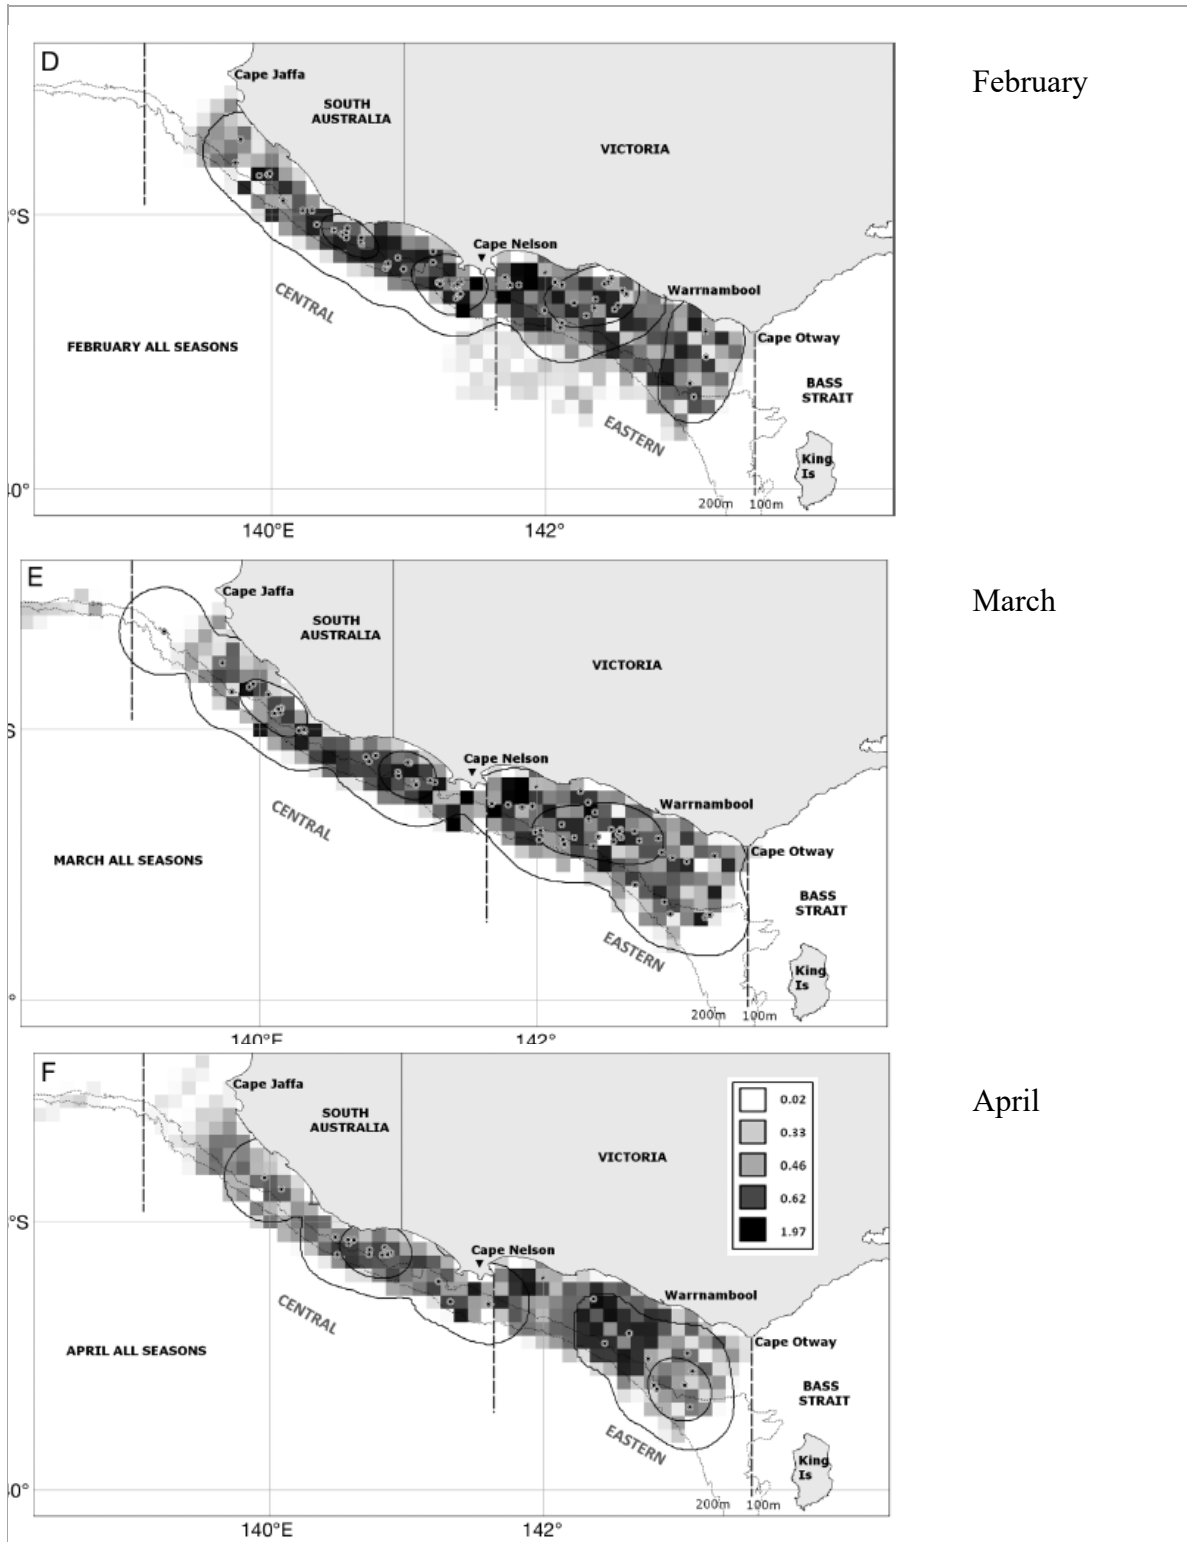 D
Cape Jaffa
SOUTH
AUSTRALIA
VICTORIA
February
°S
Cape Nelson
CENTRAL
Warrnambool
FEBRUARY ALL SEASONS
Cape Otway
BASS
STRAIT
EASTERN
King
Is
40°
200m 100m
140°E
142°
E
Cape Jaffa
SOUTH
AUSTRALIA
VICTORIA
March
S
Cape Nelson
CENTRAL
Warrnambool
MARCH ALL SEASONS
Cape Otway
BASS
STRAIT
EASTERN
King
Is
°
200m 100m
140°E
142°
F
Cape Jaffa
SOUTH
AUSTRALIA
VICTORIA
0.02
0.33
0.46
0.62
1.97
April
°S
Cape Nelson
CENTRAL
Warrnambool
APRIL ALL SEASONS
Cape Otway
BASS
STRAIT
EASTERN
King
Is
0°
200m 100m
140°E
142°